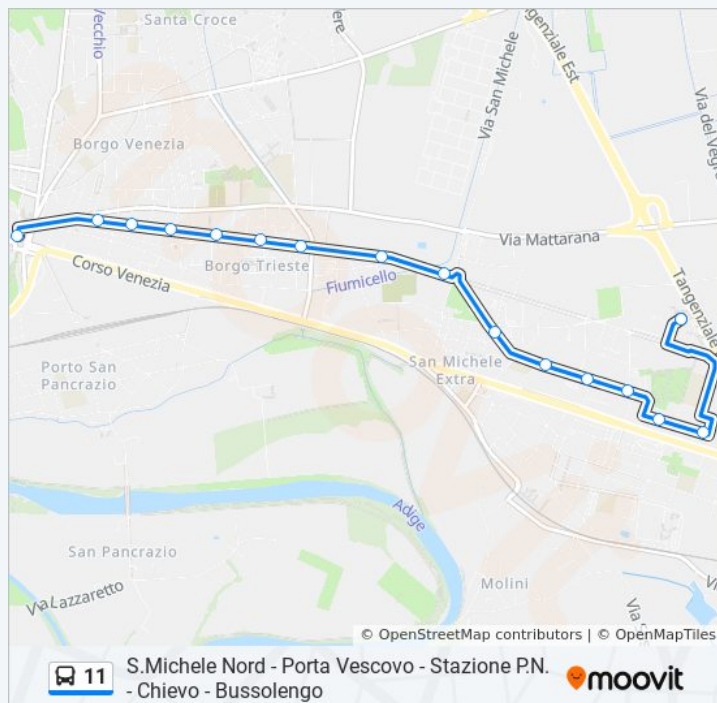 Santa Croce
Vecchio
vere
Via San Michele
Tangenziale Est
Via del Vegro
Borgo Venezia
Via Mattarana
Borgo Trieste
Corso Venezia
Fiumicello
Tangenziale
Porto San
Pancrazio
San Michele
Extra
Adige
San Pancrazio
Via Lazzaretto
Molini
© OpenStreetMap contributors | © OpenMapTiles
11
S.Michele Nord - Porta Vescovo - Stazione P.N.
- Chievo - Bussolengo
moovit